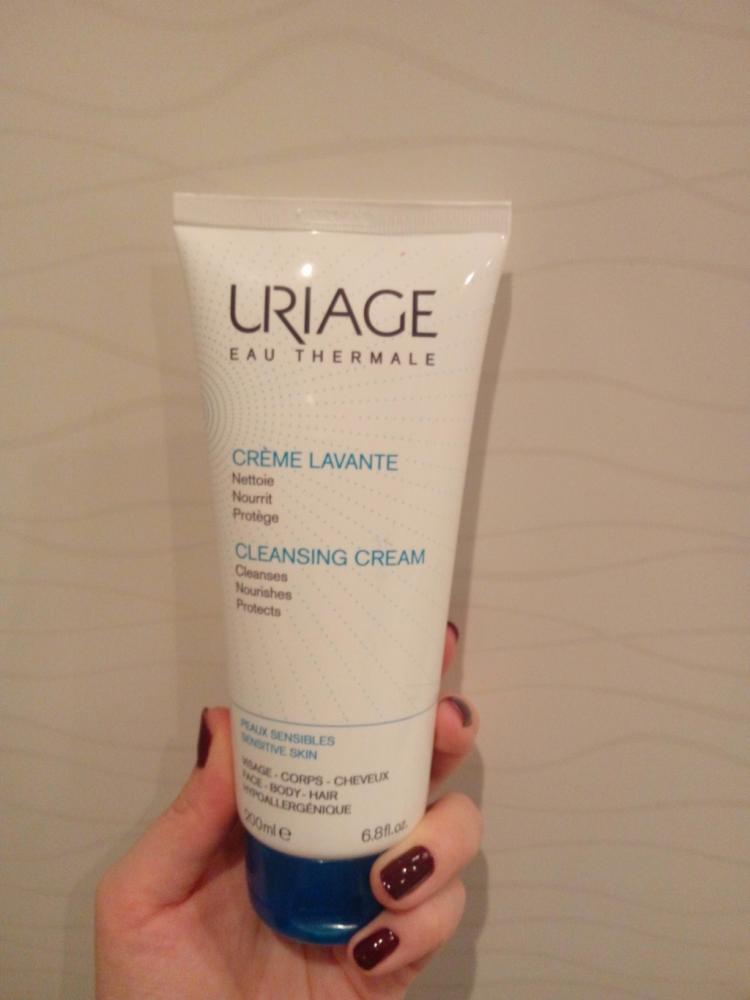 URIAGE
EAU THERMALE
CRÈME LAVANTE
Nettoie
Nourrit
Protège
CLEANSING CREAM
Cleanses
Nourishes
Protects
PEAUX SENSIBLES
SENSITIVE SKIN
VISAGE - CORPS - CHEVEUX
FACE - BODY - HAIR
HYPOALLERGÉNIQUE
200ml e 6.8fl.oz.